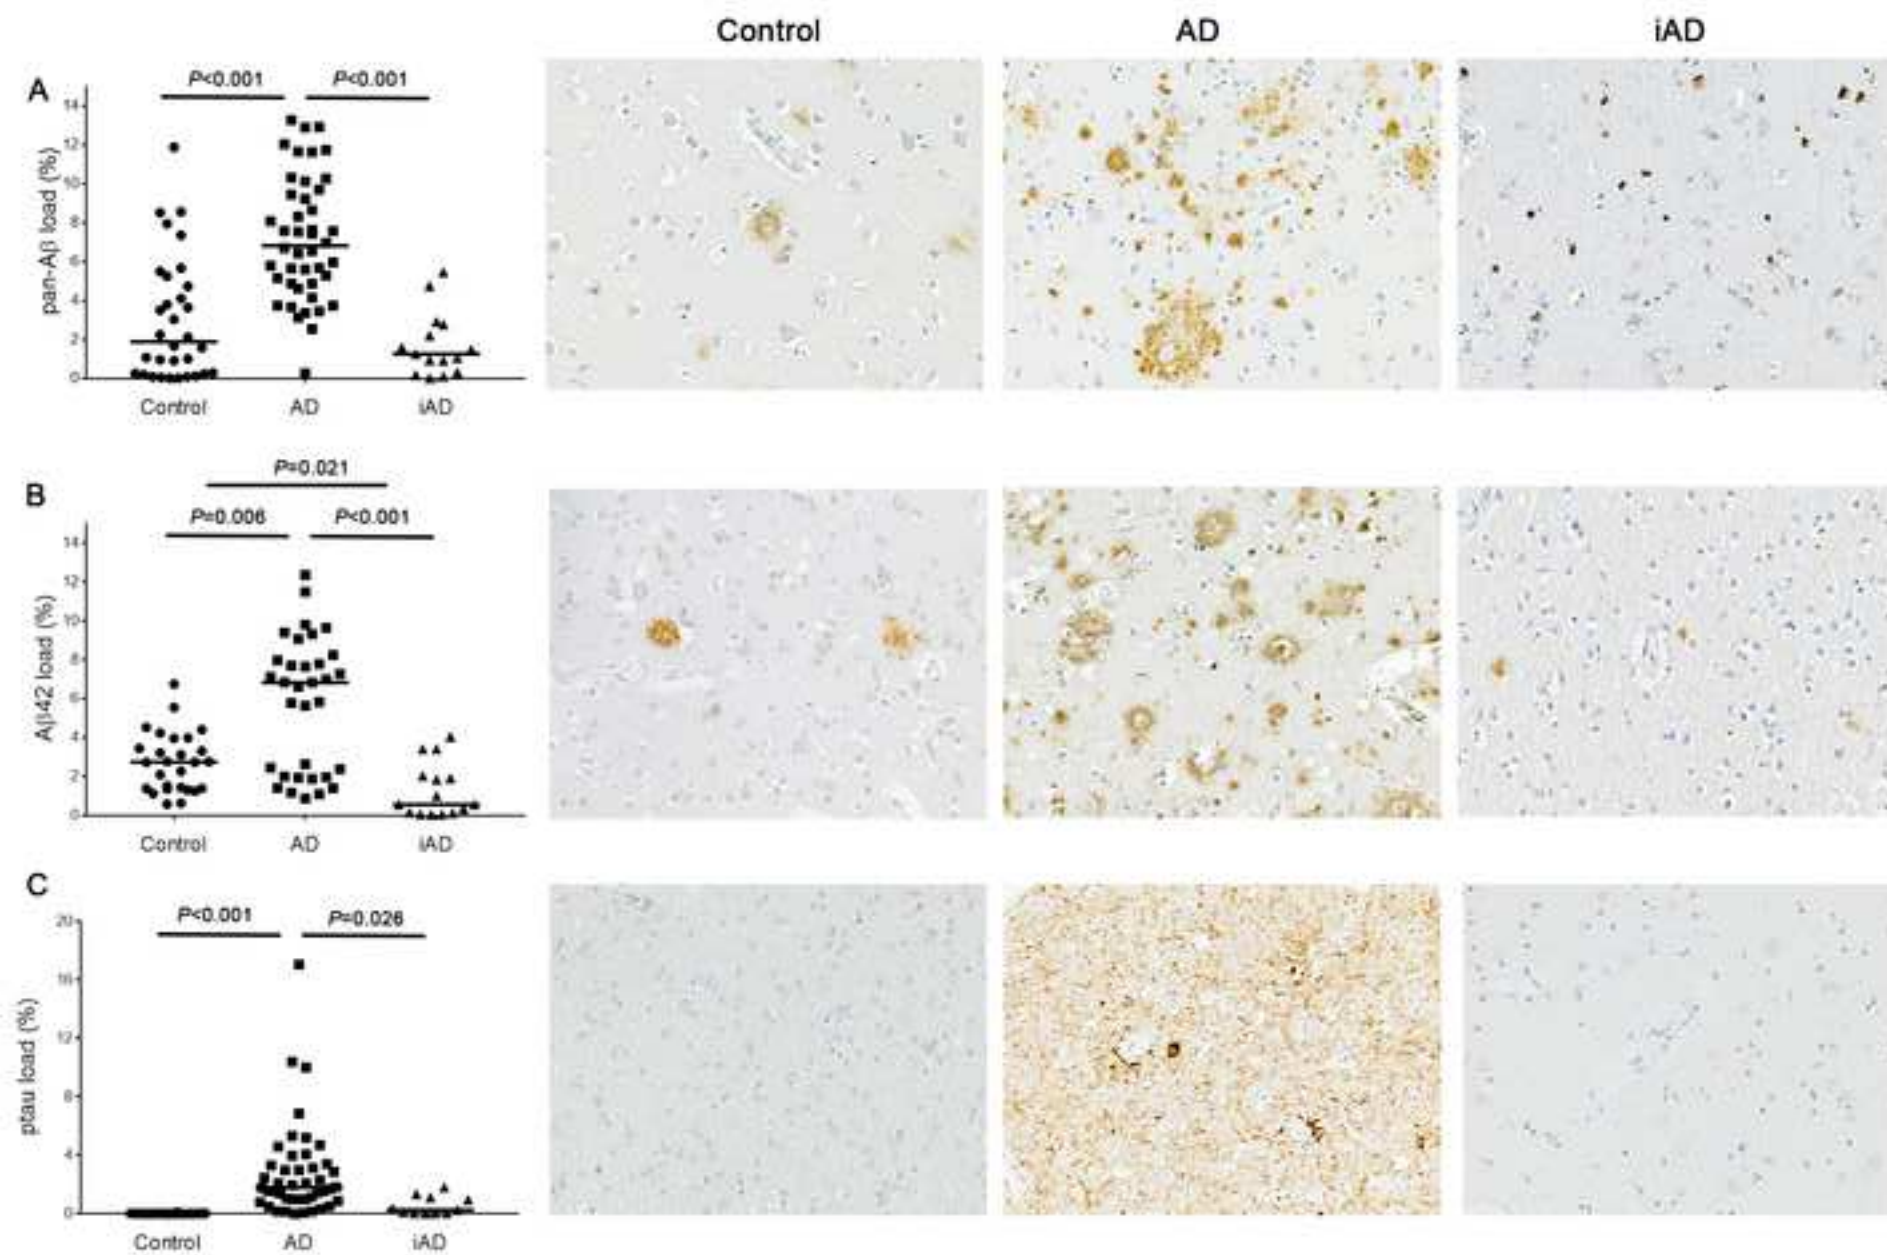 Control AD iAD
A
P<0.001 P<0.001
pan-Aβ load (%)
14
12
10
8
6
4
2
0
Control AD iAD
P=0.021
B
P=0.006 P<0.001
Aβ42 load (%)
14
12
10
8
6
4
2
0
Control AD iAD
C
P<0.001 P=0.026
ptau load (%)
20
16
12
8
4
0
Control AD iAD